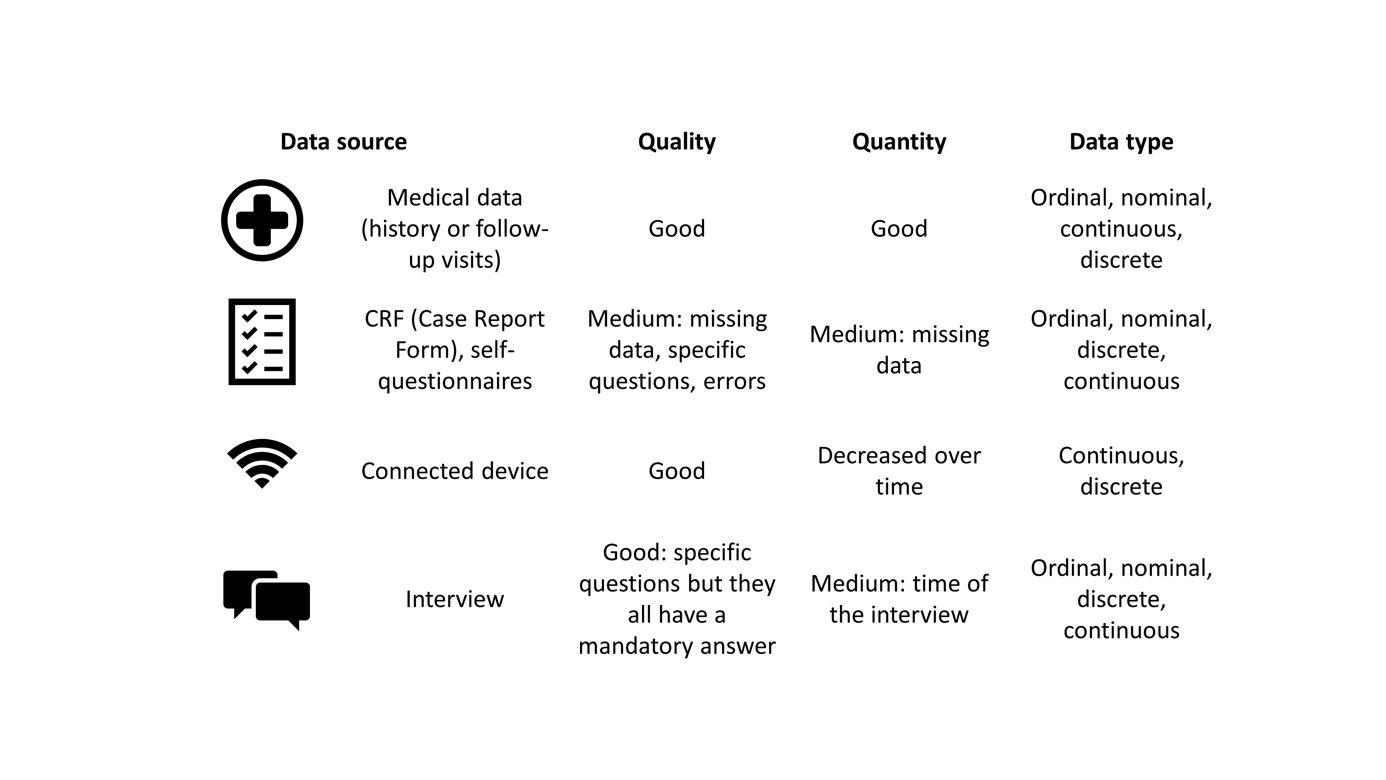 Data source Quality Quantity Data type
Medical data
(history or follow-
up visits)
Good
Good
Ordinal, nominal,
continuous,
discrete
CRF (Case Report
Form), self-
questionnaires
Medium: missing
data, specific
questions, errors
Medium: missing
data
Ordinal, nominal,
discrete,
continuous
Connected device
Good
Decreased over
time
Continuous,
discrete
Interview
Good: specific
questions but they
all have a
mandatory answer
Medium: time of
the interview
Ordinal, nominal,
discrete,
continuous